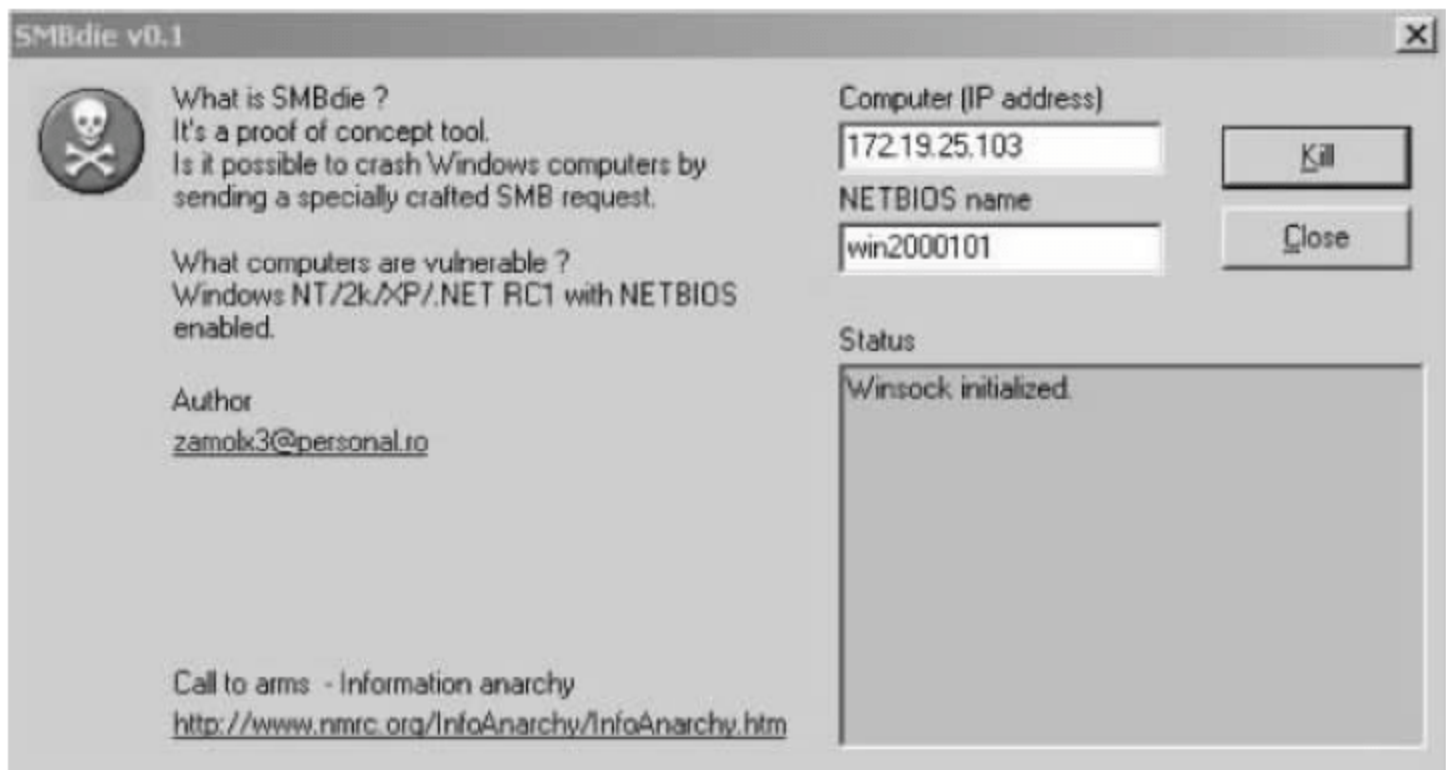 SMBdie v0.1
What is SMBdie ?
It's a proof of concept tool.
Is it possible to crash Windows computers by
sending a specially crafted SMB request.
What computers are vulnerable ?
Windows NT/2k/XP/.NET RC1 with NETBIOS
enabled.
Author
zamolx3@personal.ro
Call to arms - Information anarchy
http://www.nmrc.org/InfoAnarchy/InfoAnarchy.htm
Computer (IP address)
172.19.25.103
Kill
NETBIOS name
win2000101
Close
Status
Winsock initialized.